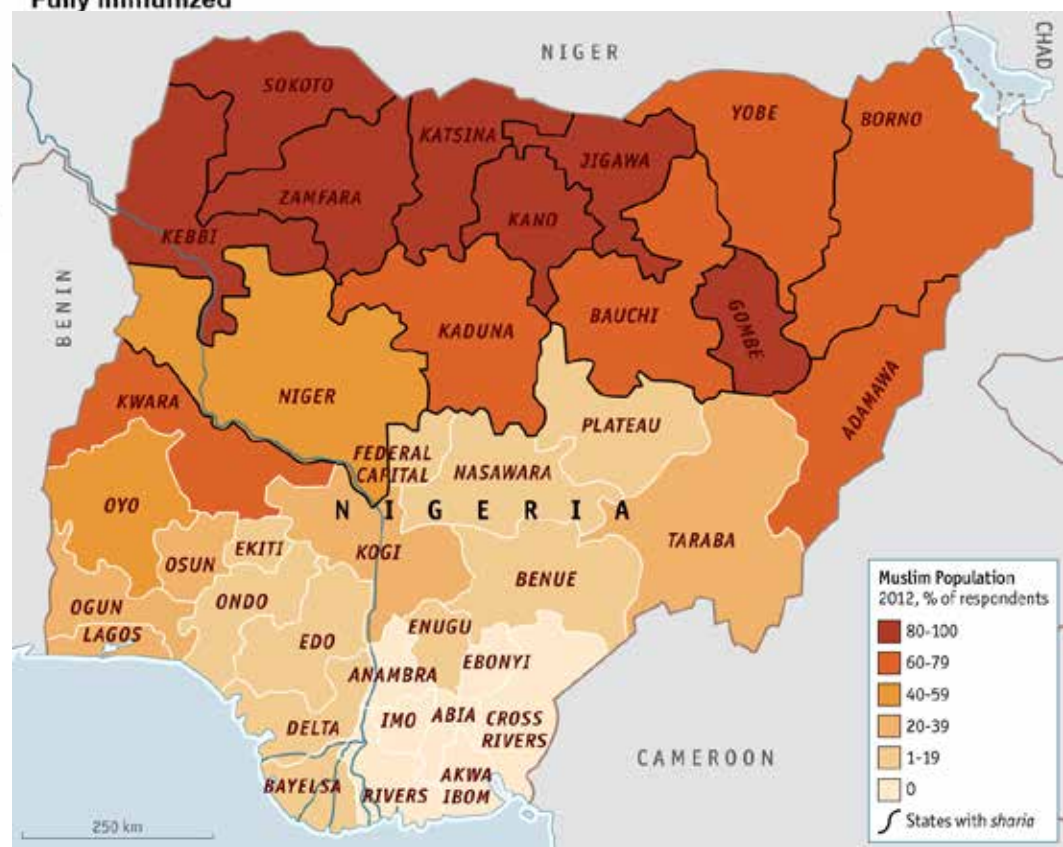 Fully immunized
NIGER
CHAD
SOKOTO
KATSINA
YOBE
BORNO
JIGAWA
ZAMFARA
KANO
KEBBI
BENIN
GOMBE
BAUCHI
KADUNA
ADAMAWA
NIGER
KWARA
PLATEAU
FEDERAL
CAPITAL
NASAWARA
NIGERIA
OYO
TARABA
KOGI
EKITI
OSUN
BENUE
ONDO
OGUN
LAGOS
EDO
ENUGU
EBONYI
ANAMBRA
IMO
ABIA
CROSS
RIVERS
DELTA
BAYELSA
RIVERS
AKWA
IBOM
CAMEROON
250 km
Muslim Population
2012, % of respondents
80-100
60-79
40-59
20-39
1-19
0
States with sharia